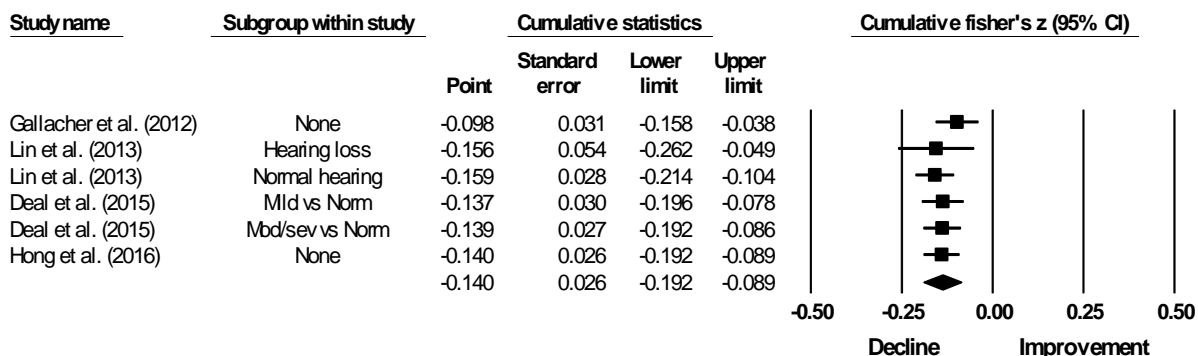 Study name Subgroup within study Cumulative statistics Cumulative fisher's z (95% CI)
Standard Lower Upper
Point error limit limit
Gallacher et al. (2012) None -0.098 0.031 -0.158 -0.038
Lin et al. (2013) Hearing loss -0.156 0.054 -0.262 -0.049
Lin et al. (2013) Normal hearing -0.159 0.028 -0.214 -0.104
Deal et al. (2015) Mild vs Norm -0.137 0.030 -0.196 -0.078
Deal et al. (2015) Mod/sev vs Norm -0.139 0.027 -0.192 -0.086
Hong et al. (2016) None -0.140 0.026 -0.192 -0.089
-0.140 0.026 -0.192 -0.089
-0.50 -0.25 0.00 0.25 0.50
Decline Improvement